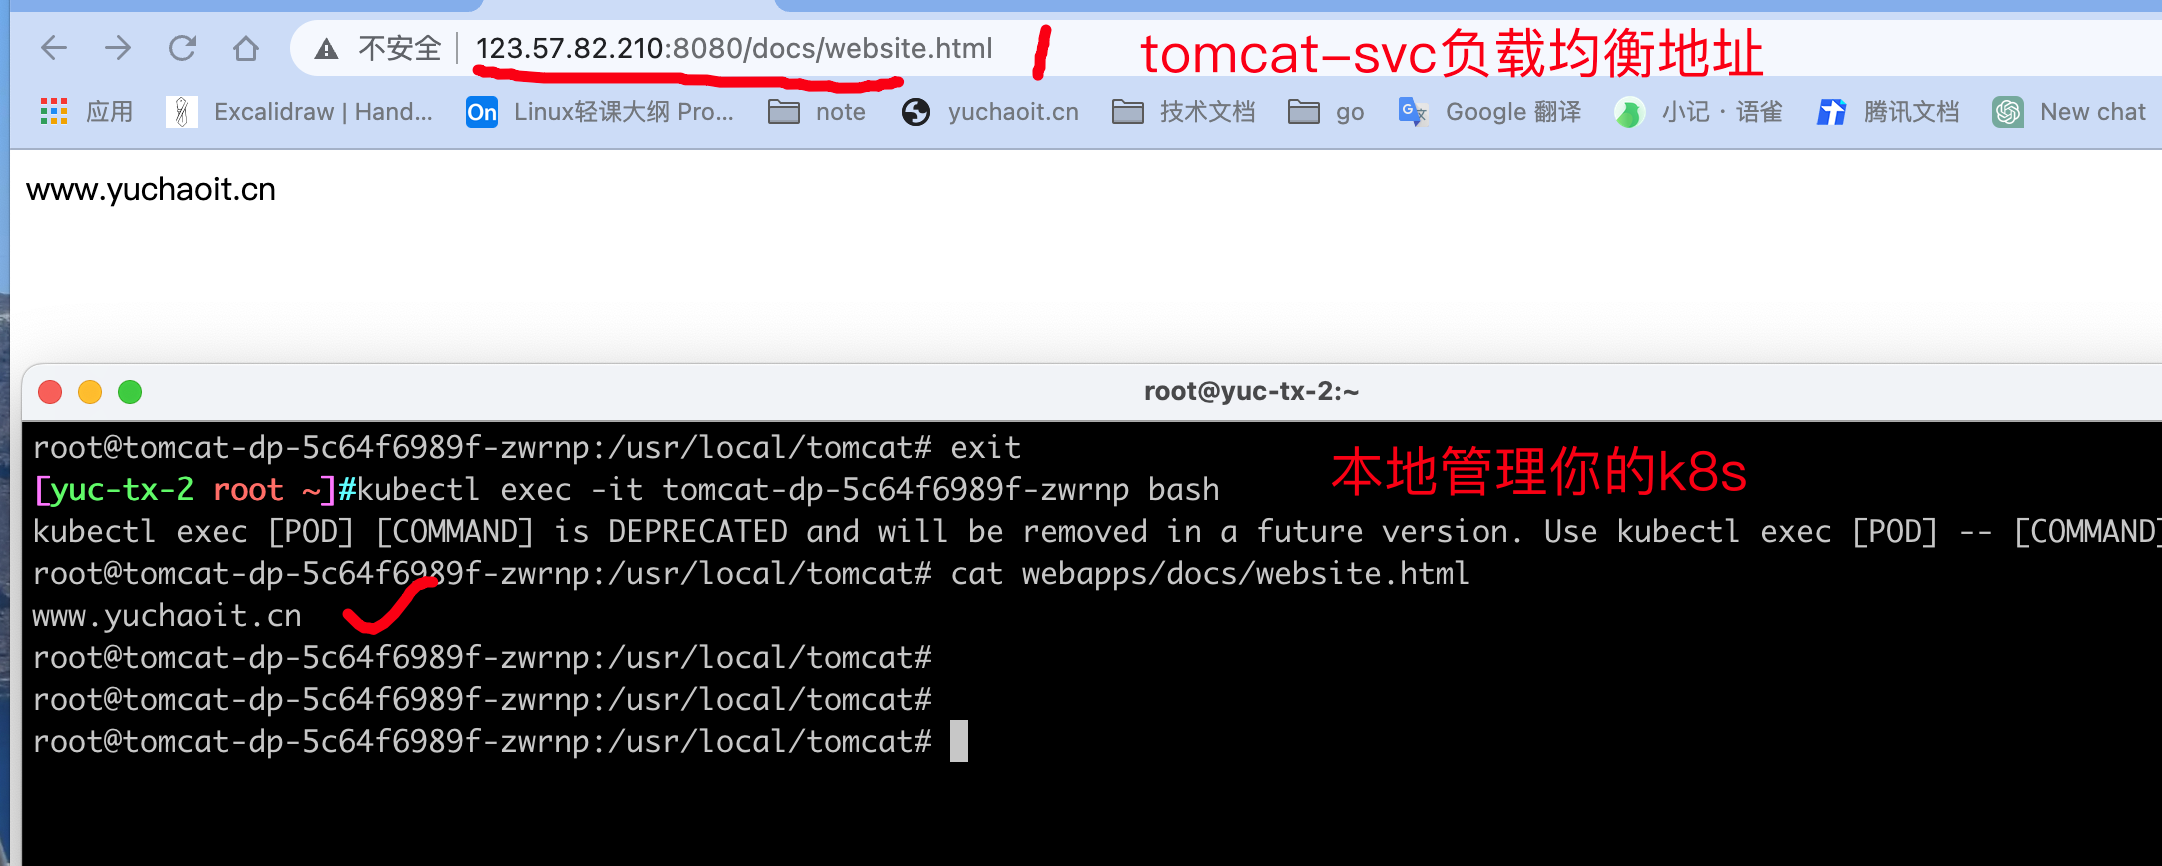 不安全 123.57.82.210:8080/docs/website.html tomcat-svc负载均衡地址
应用 Excalidraw | Hand... On Linux轻课大纲 Pro... note yuchaoit.cn 技术文档 go Google 翻译 小记 · 语雀 腾讯文档 New chat
www.yuchaoit.cn
root@yuc-tx-2:~
root@tomcat-dp-5c64f6989f-zwrnp:/usr/local/tomcat# exit
本地管理你的k8s
[yuc-tx-2 root ~]#kubectl exec -it tomcat-dp-5c64f6989f-zwrnp bash
kubectl exec [POD] [COMMAND] is DEPRECATED and will be removed in a future version. Use kubectl exec [POD] -- [COMMAND]
root@tomcat-dp-5c64f6989f-zwrnp:/usr/local/tomcat# cat webapps/docs/website.html
www.yuchaoit.cn
root@tomcat-dp-5c64f6989f-zwrnp:/usr/local/tomcat#
root@tomcat-dp-5c64f6989f-zwrnp:/usr/local/tomcat#
root@tomcat-dp-5c64f6989f-zwrnp:/usr/local/tomcat#